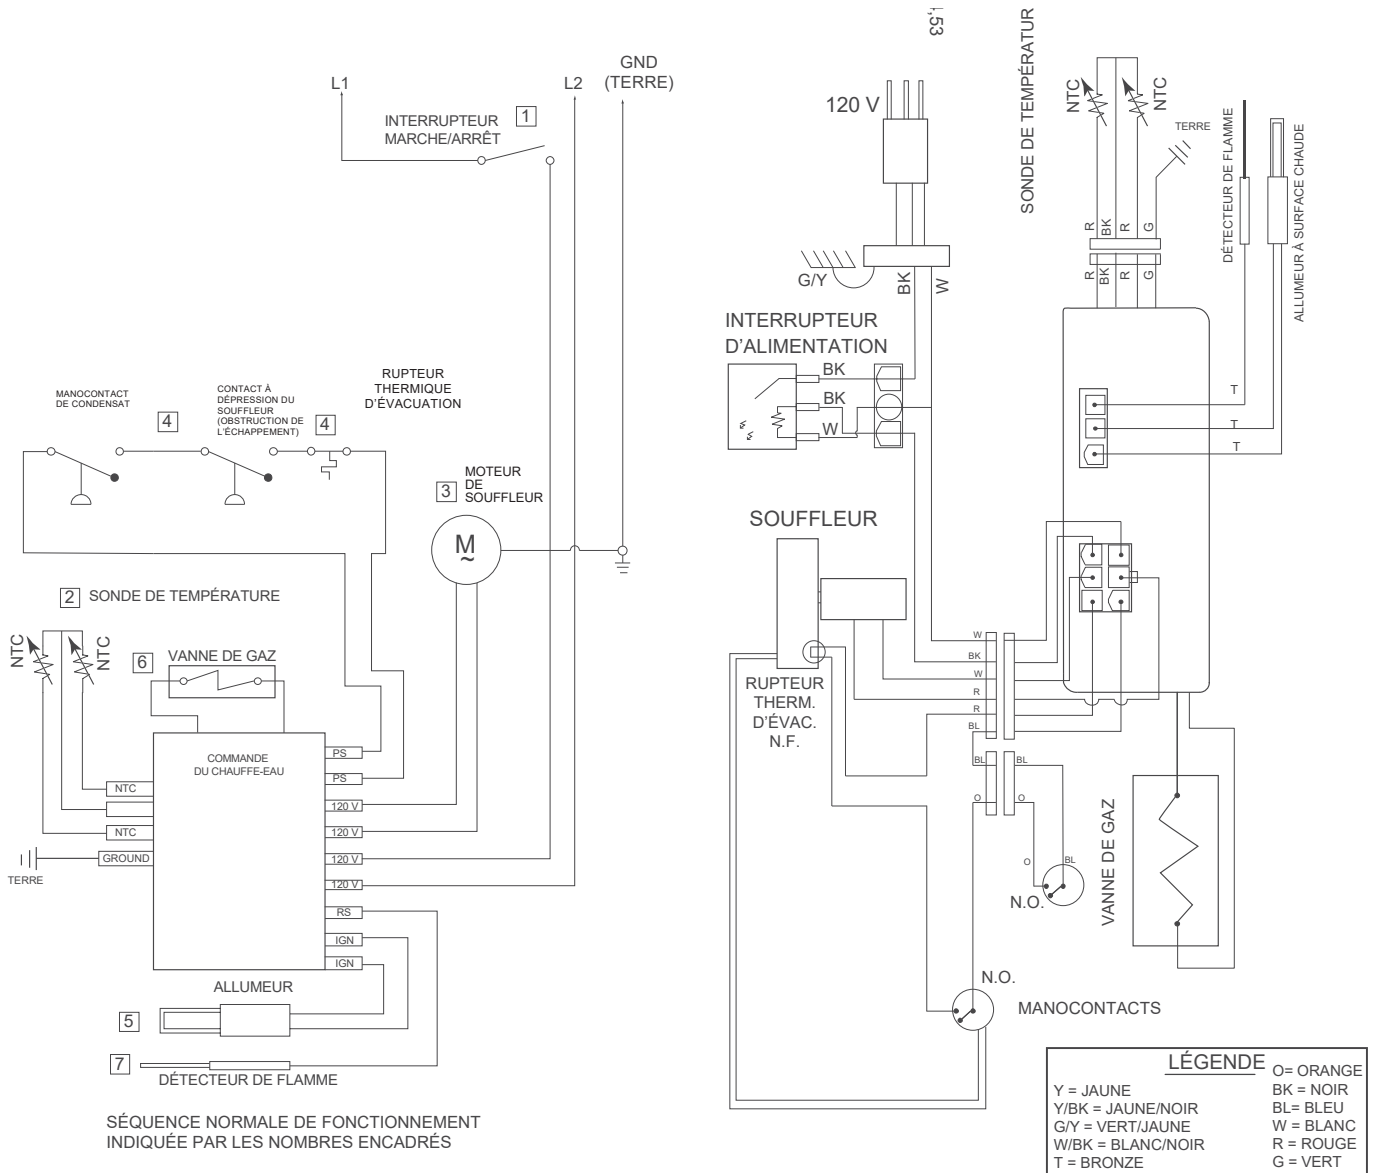 L1
L2
GND
(TERRE)
1
INTERRUPTEUR
MARCHE/ARRÊT
MANOCONTACT
DE CONDENSAT
4
CONTACT À
DÉPRESSION DU
SOUFFLEUR
(OBSTRUCTION DE
L'ÉCHAPPEMENT)
4
RUPTEUR
THERMIQUE
D'ÉVACUATION
3
MOTEUR
DE
SOUFFLEUR
M
~
2
SONDE DE TEMPÉRATURE
NTC
NTC
6
VANNE DE GAZ
COMMANDE
DU CHAUFFE-EAU
NTC
NTC
GROUND
TERRE
PS
PS
120 V
120 V
120 V
120 V
RS
IGN
IGN
ALLUMEUR
5
7
DÉTECTEUR DE FLAMME
SÉQUENCE NORMALE DE FONCTIONNEMENT
INDIQUÉE PAR LES NOMBRES ENCADRÉS
,53
120 V
G/Y
BK
W
INTERRUPTEUR
D'ALIMENTATION
BK
BK
W
SONDE DE TEMPÉRATUR
NTC
NTC
TERRE
R
BK
R
G
R
BK
R
G
DÉTECTEUR DE FLAMME
ALLUMEUR À SURFACE CHAUDE
T
T
T
SOUFFLEUR
RUPTEUR
THERM.
D'ÉVAC.
N.F.
W
BK
W
R
R
BL
BL
BL
O
O
O
BL
N.O.
N.O.
MANOCONTACTS
VANNE DE GAZ
LÉGENDE
Y = JAUNE
Y/BK = JAUNE/NOIR
G/Y = VERT/JAUNE
W/BK = BLANC/NOIR
T = BRONZE
O= ORANGE
BK = NOIR
BL= BLEU
W = BLANC
R = ROUGE
G = VERT